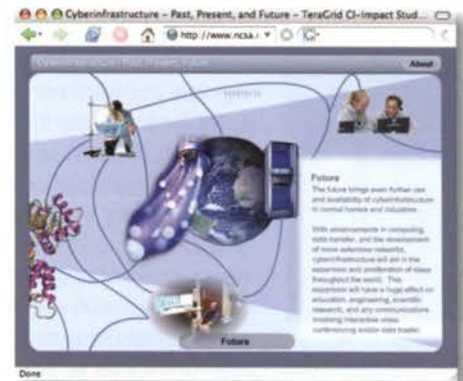 Cyberinfrastructure – Past, Present, and Future – TeraGrid CI-Impact Stud...
http://www.ncsa.
Cyberinfrastructure - Past, Present, Future
About
Future
The future brings even further use
and availability of cyberinfrastructure
in normal homes and industries.
With advancements in computing,
data transfer, and the development
of more extensive networks,
cyberinfrastructure will aid in the
expansion and proliferation of ideas
throughout the world. This
expansion will have a huge effect on
education, engineering, scientific
research, and any communications
involving interactive video
conferencing and/or data transfer.
Future
Done